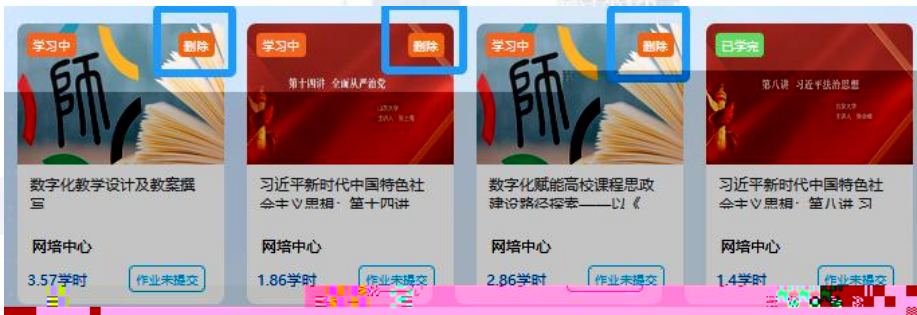 学习中
删除
師
数字化教学设计及教案撰
写
网培中心
3.57学时
作业未提交
学习中
删除
第十四讲 全面从严治党
习近平新时代中国特色社
会主义思想：第十四讲
网培中心
1.86学时
作业未提交
学习中
删除
師
数字化赋能高校课程思政
建设路径探索——以《
网培中心
2.86学时
作业未提交
已学完
第八讲 习近平法治思想
习近平新时代中国特色社
会主义思想：第八讲 习
网培中心
1.4学时
作业未提交